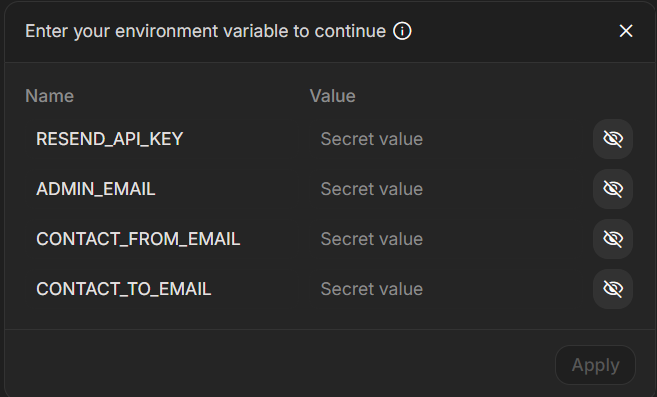 Enter your environment variable to continue
Name Value
RESEND_API_KEY Secret value
ADMIN_EMAIL Secret value
CONTACT_FROM_EMAIL Secret value
CONTACT_TO_EMAIL Secret value
Apply